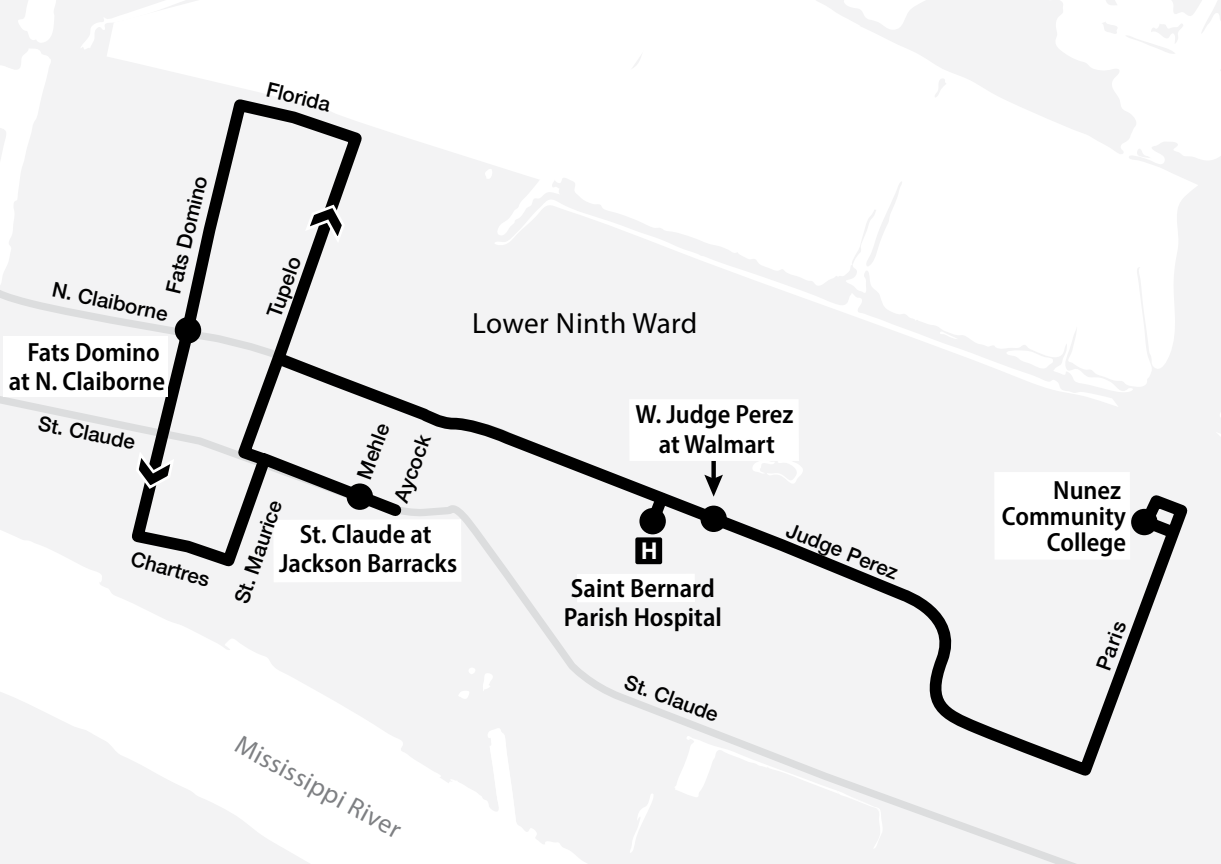 Florida
Fats Domino
Tupelo
N. Claiborne
Lower Ninth Ward
Fats Domino
at N. Claiborne
St. Claude
Mehle
Aycock
W. Judge Perez
at Walmart
Nunez
Community
College
St. Claude at
Jackson Barracks
St. Maurice
Chartres
H
Judge Perez
Saint Bernard
Parish Hospital
Paris
St. Claude
Mississippi River